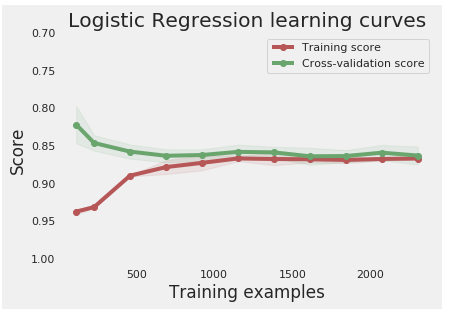 Logistic Regression learning curves
0.70
0.75
0.80
0.85
0.90
0.95
1.00
Score
Training score
Cross-validation score
500
1000
1500
2000
Training examples